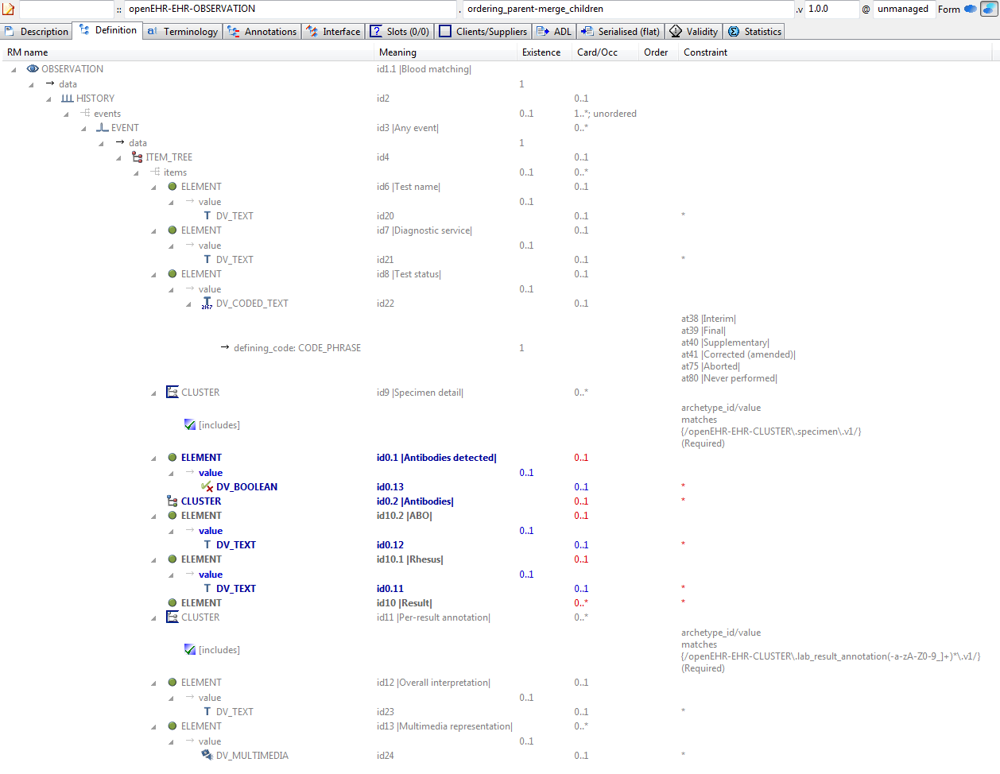 :: openEHR-EHR-OBSERVATION . ordering_parent-merge_children .v 1.0.0 @ unmanaged Form
Description Definition Terminology Annotations Interface Slots (0/0) Clients/Suppliers ADL Serialised (flat) Validity Statistics
RM name Meaning Existence Card/Occ Order Constraint
OBSERVATION id1.1 |Blood matching|
data 1
HISTORY id2 0..1
events 0..1 1..*; unordered
EVENT id3 |Any event| 0..*
data 1
ITEM_TREE id4 0..1
items 0..1 0..*
ELEMENT id6 |Test name| 0..1
value 0..1
T DV_TEXT id20 0..1 *
ELEMENT id7 |Diagnostic service| 0..1
value 0..1
T DV_TEXT id21 0..1 *
ELEMENT id8 |Test status| 0..1
value 0..1
DV_CODED_TEXT id22 0..1
at38 |Interim|
at39 |Final|
at40 |Supplementary|
defining_code: CODE_PHRASE 1
at41 |Corrected (amended)|
at75 |Aborted|
at80 |Never performed|
CLUSTER id9 |Specimen detail| 0..*
archetype_id/value
matches
[includes]
{/openEHR-EHR-CLUSTER\.specimen\.v1/}
(Required)
ELEMENT id0.1 |Antibodies detected| 0..1
value 0..1
DV_BOOLEAN id0.13 0..1 *
CLUSTER id0.2 |Antibodies| 0..1 *
ELEMENT id10.2 |ABO| 0..1
value 0..1
T DV_TEXT id0.12 0..1 *
ELEMENT id10.1 |Rhesus| 0..1
value 0..1
T DV_TEXT id0.11 0..1 *
ELEMENT id10 |Result| 0..* *
CLUSTER id11 |Per-result annotation| 0..*
archetype_id/value
matches
[includes]
{/openEHR-EHR-CLUSTER\.lab_result_annotation(-a-zA-Z0-9_]+)*\.v1/}
(Required)
ELEMENT id12 |Overall interpretation| 0..1
value 0..1
T DV_TEXT id23 0..1 *
ELEMENT id13 |Multimedia representation| 0..*
value 0..1
DV_MULTIMEDIA id24 0..1 *